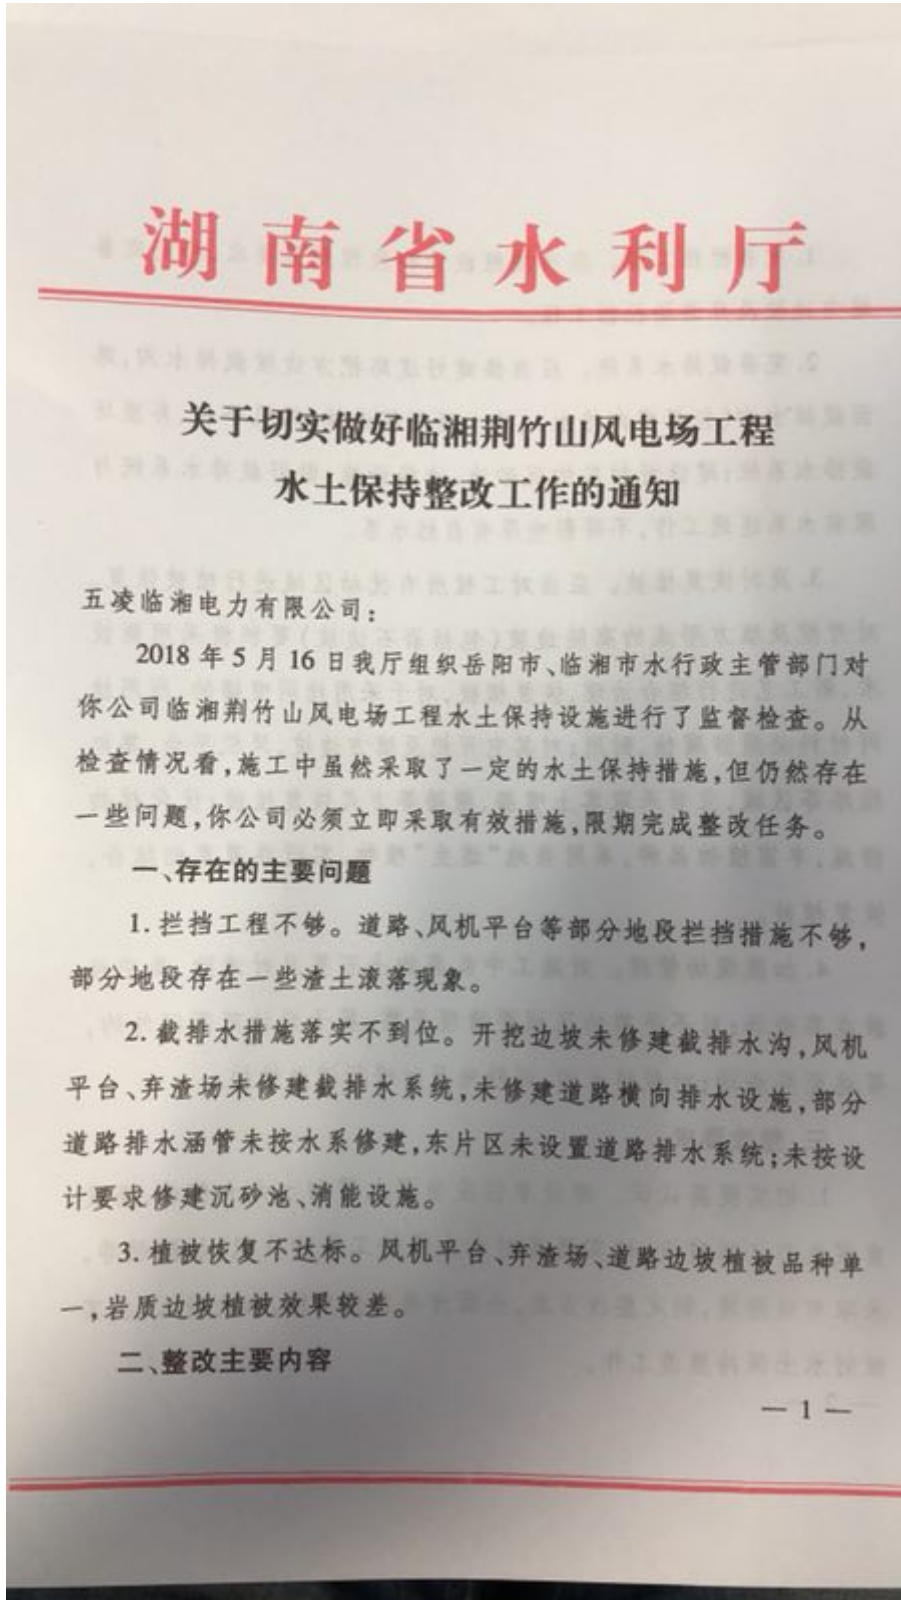 湖南省水利厅
关于切实做好临湘荆竹山风电场工程
水土保持整改工作的通知
五凌临湘电力有限公司：
2018年5月16日我厅组织岳阳市、临湘市水行政主管部门对
你公司临湘荆竹山风电场工程水土保持设施进行了监督检查。从
检查情况看,施工中虽然采取了一定的水土保持措施,但仍然存在
一些问题,你公司必须立即采取有效措施,限期完成整改任务。
一、存在的主要问题
1.拦挡工程不够。道路、风机平台等部分地段拦挡措施不够,
部分地段存在一些渣土滚落现象。
2.截排水措施落实不到位。开挖边坡未修建截排水沟,风机
平台、弃渣场未修建截排水系统,未修建道路横向排水设施,部分
道路排水涵管未按水系修建,东片区未设置道路排水系统;未按设
计要求修建沉砂池、消能设施。
3.植被恢复不达标。风机平台、弃渣场、道路边坡植被品种单
一,岩质边坡植被效果较差。
二、整改主要内容
— 1 —